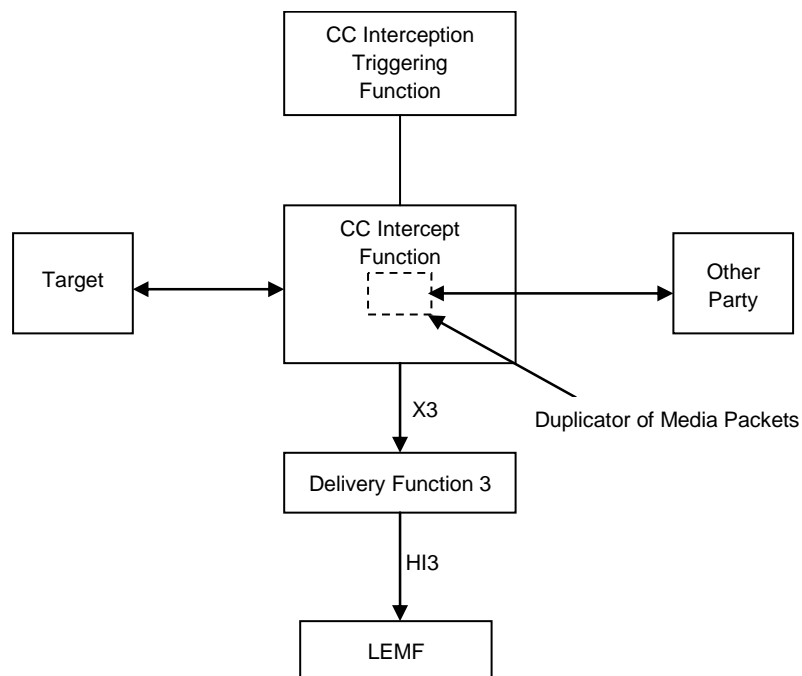 CC Interception
Triggering
Function
CC Intercept
Function
Target
Other
Party
X3
Duplicator of Media Packets
Delivery Function 3
HI3
LEMF